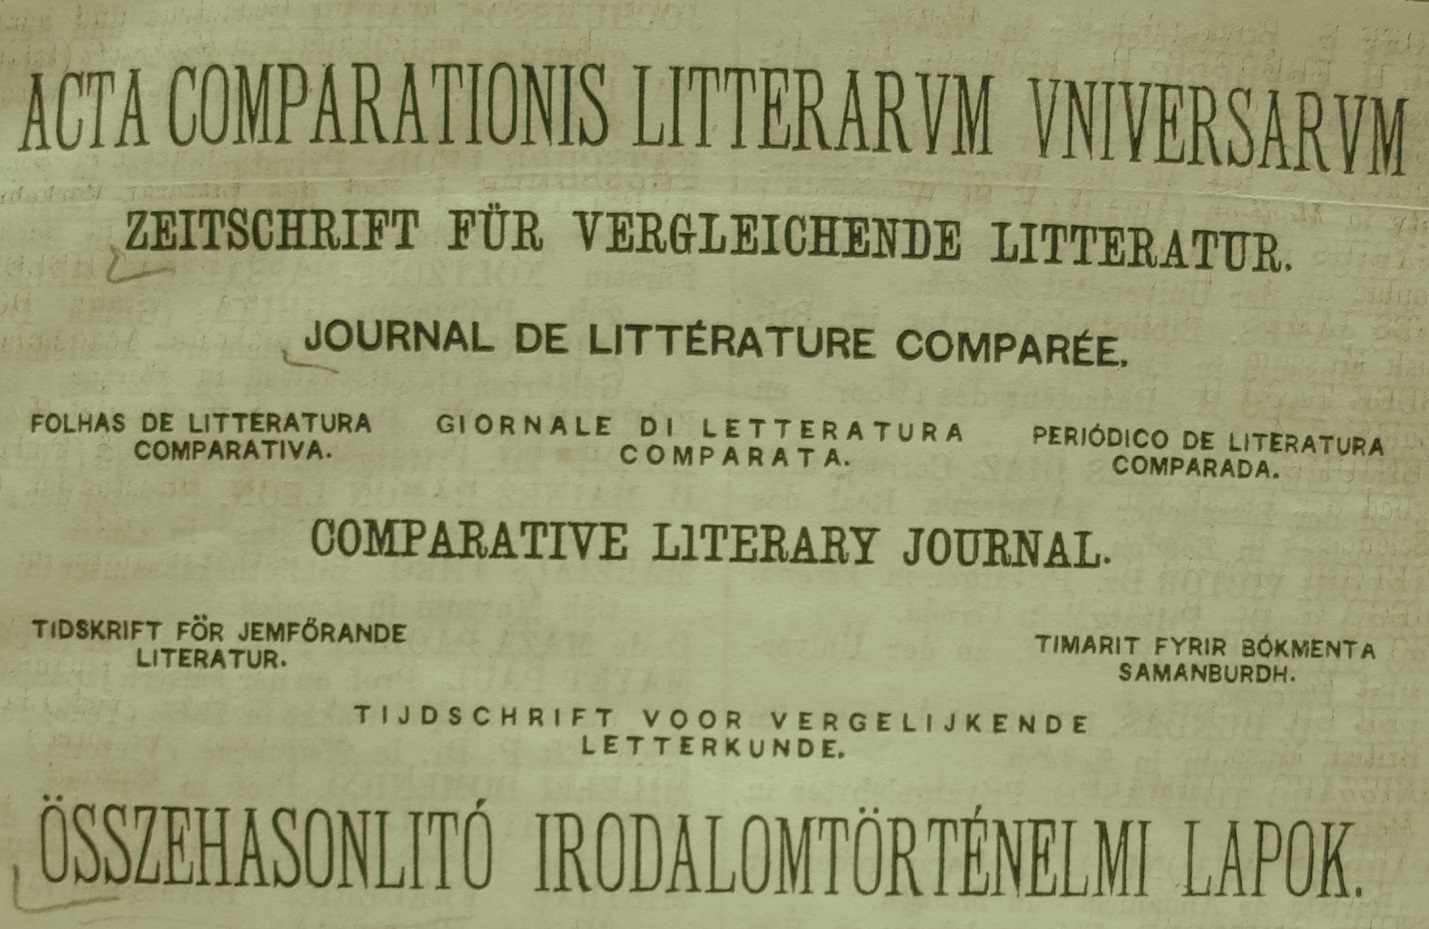 ACTA COMPARATIONIS LITTERARVM VNIVERSARVM
ZEITSCHRIFT FÜR VERGLEICHENDE LITTERATUR.
JOURNAL DE LITTÉRATURE COMPARÉE.
FOLHAS DE LITTERATURA
COMPARATIVA.
GIORNALE DI LETTERATURA
COMPARATA.
PERIÓDICO DE LITERATURA
COMPARADA.
COMPARATIVE LITERARY JOURNAL.
TIDSKRIFT FÖR JEMFŐRANDE
LITERATUR.
TIMARIT FYRIR BÓKMENTA
SAMANBURDH.
TIJDSCHRIFT VOOR VERGELIJKENDE
LETTERKUNDE.
ÖSSZEHASONLITÓ IRODALOMTÖRTÉNELMI LAPOK.